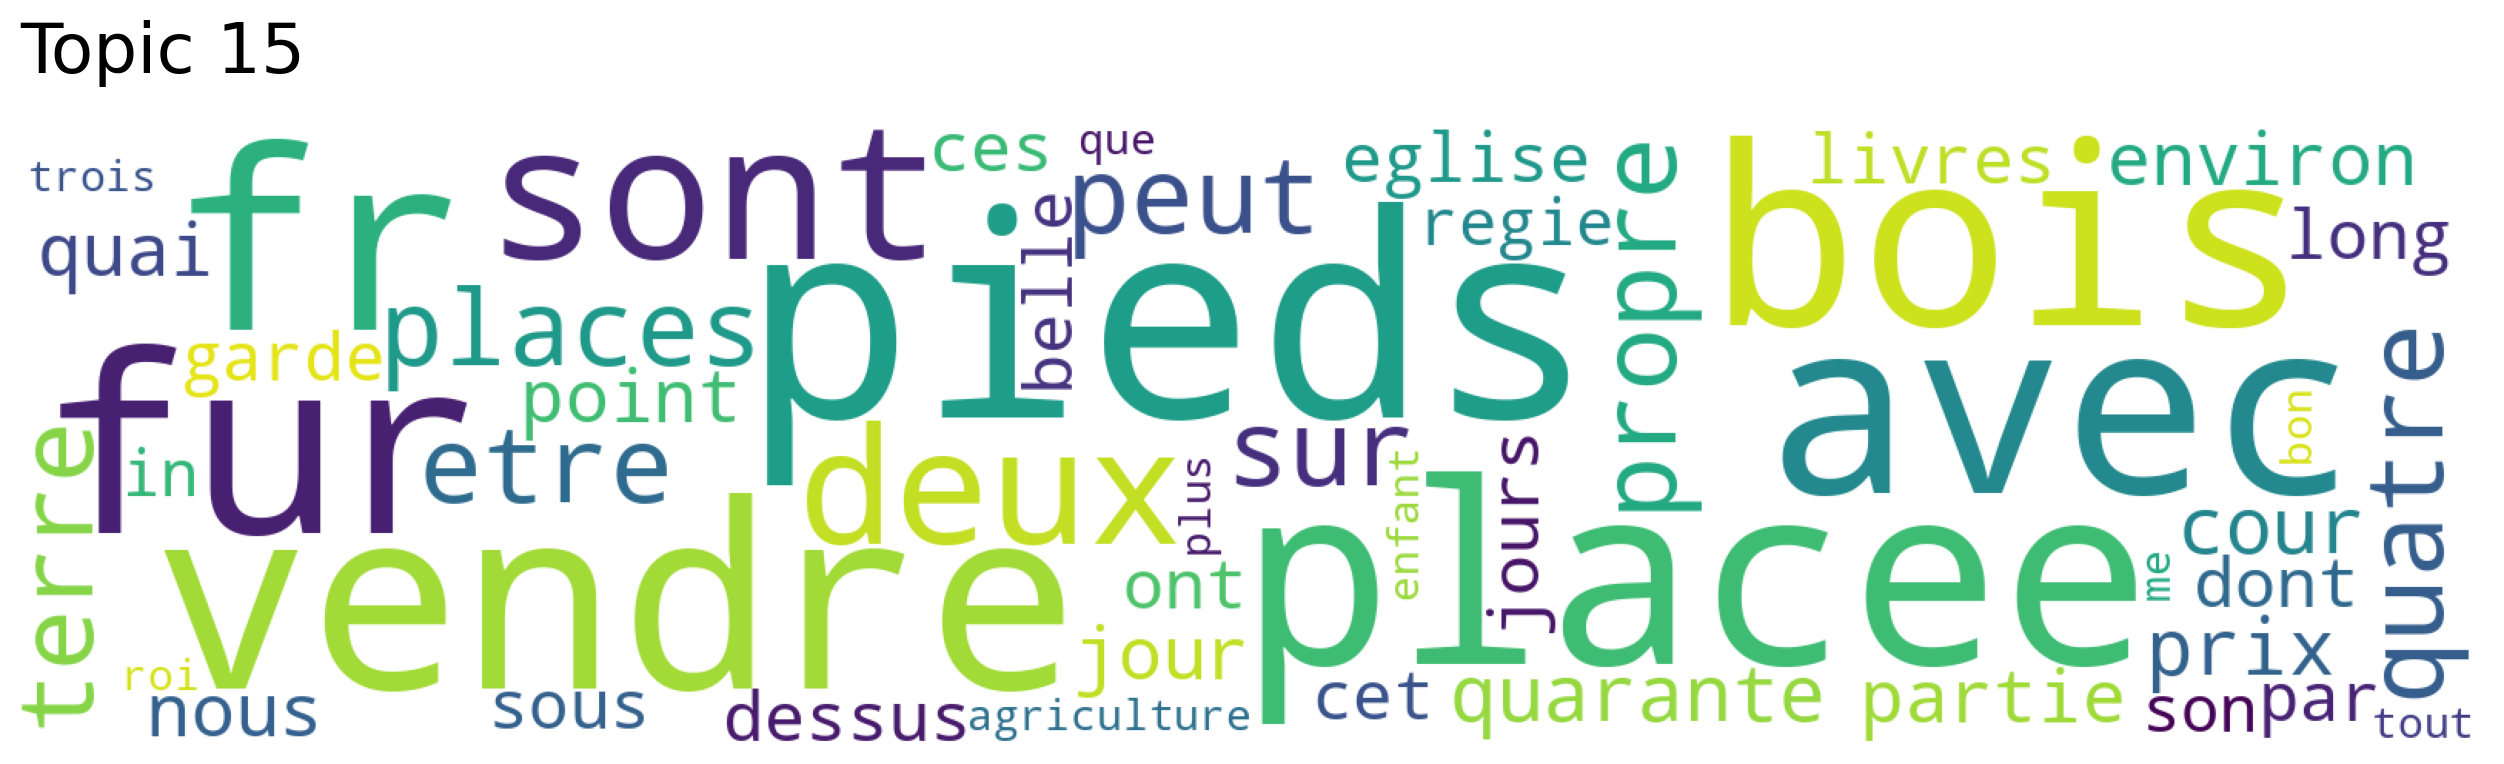 Topic 15
trois
fr
sont
ces
que
peut
eglise
livres
environ
quai
belle
regie
propre
bois
long
places
pieds
garde
point
fur
etre
in
terre
deux
sur
plus
enfant
jours
avec
bon
quatre
vendre
ont
placee
cour
me
dont
jour
prix
roi
nous
sous
dessus
agriculture
cet
quarante
partie
son
par
tout